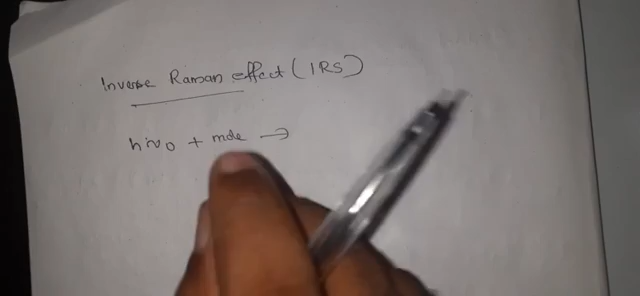 Inverse Raman effect (IRS)
hν0 + mole →